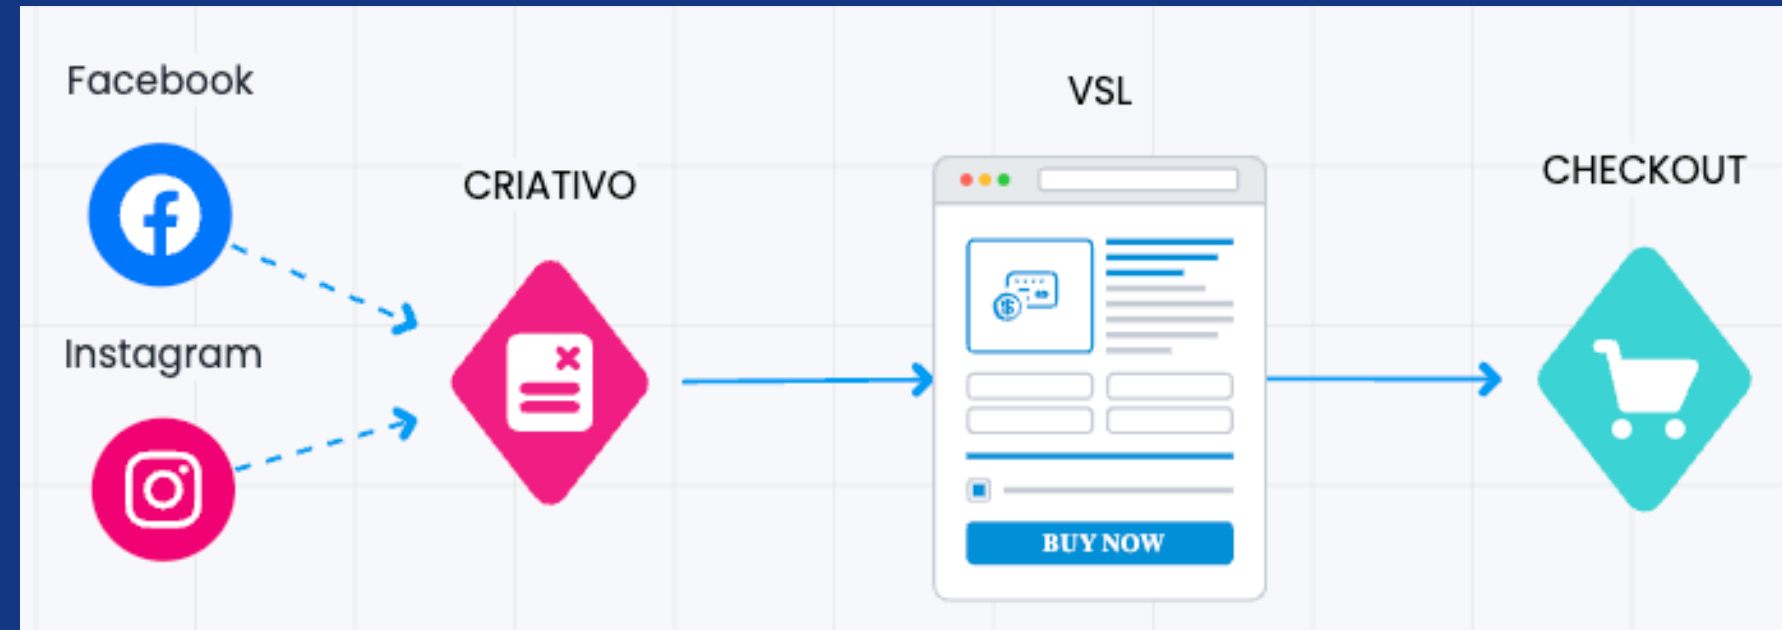 Facebook
Instagram
CRIATIVO
VSL
BUY NOW
CHECKOUT